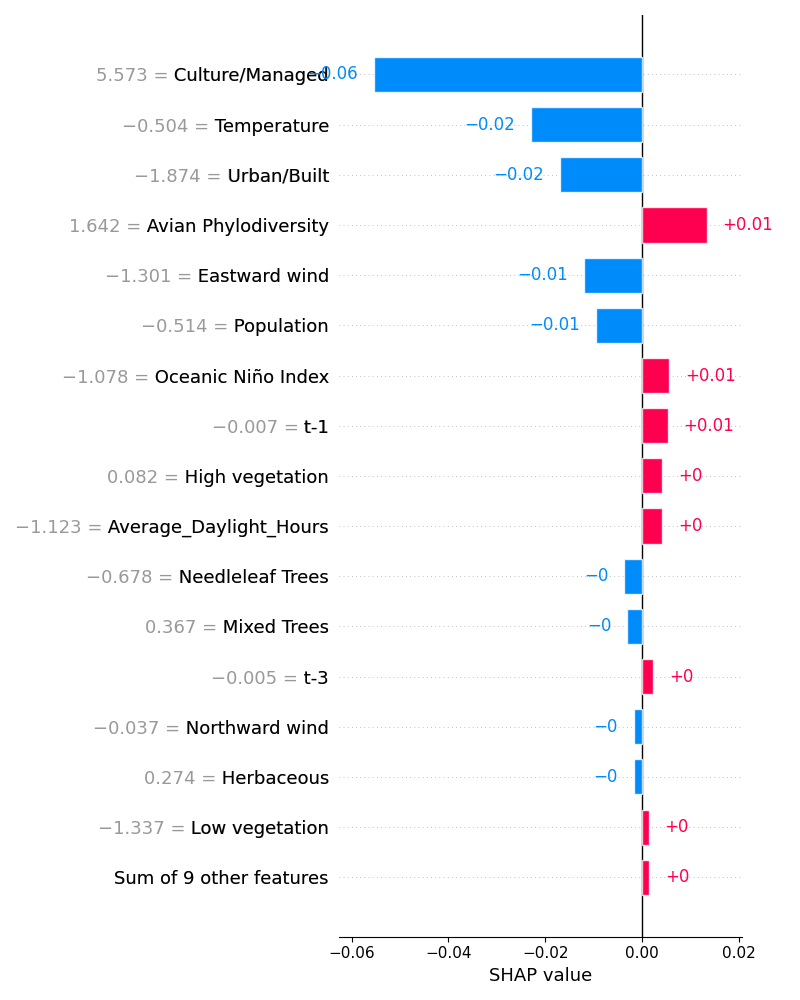 5.573 = Culture/Managed −0.06
−0.504 = Temperature −0.02
−1.874 = Urban/Built −0.02
1.642 = Avian Phylodiversity +0.01
−1.301 = Eastward wind −0.01
−0.514 = Population −0.01
−1.078 = Oceanic Niño Index +0.01
−0.007 = t-1 +0.01
0.082 = High vegetation +0
−1.123 = Average_Daylight_Hours +0
−0.678 = Needleleaf Trees −0
0.367 = Mixed Trees −0
−0.005 = t-3 +0
−0.037 = Northward wind −0
0.274 = Herbaceous −0
−1.337 = Low vegetation +0
Sum of 9 other features +0
−0.06 −0.04 −0.02 0.00 0.02
SHAP value